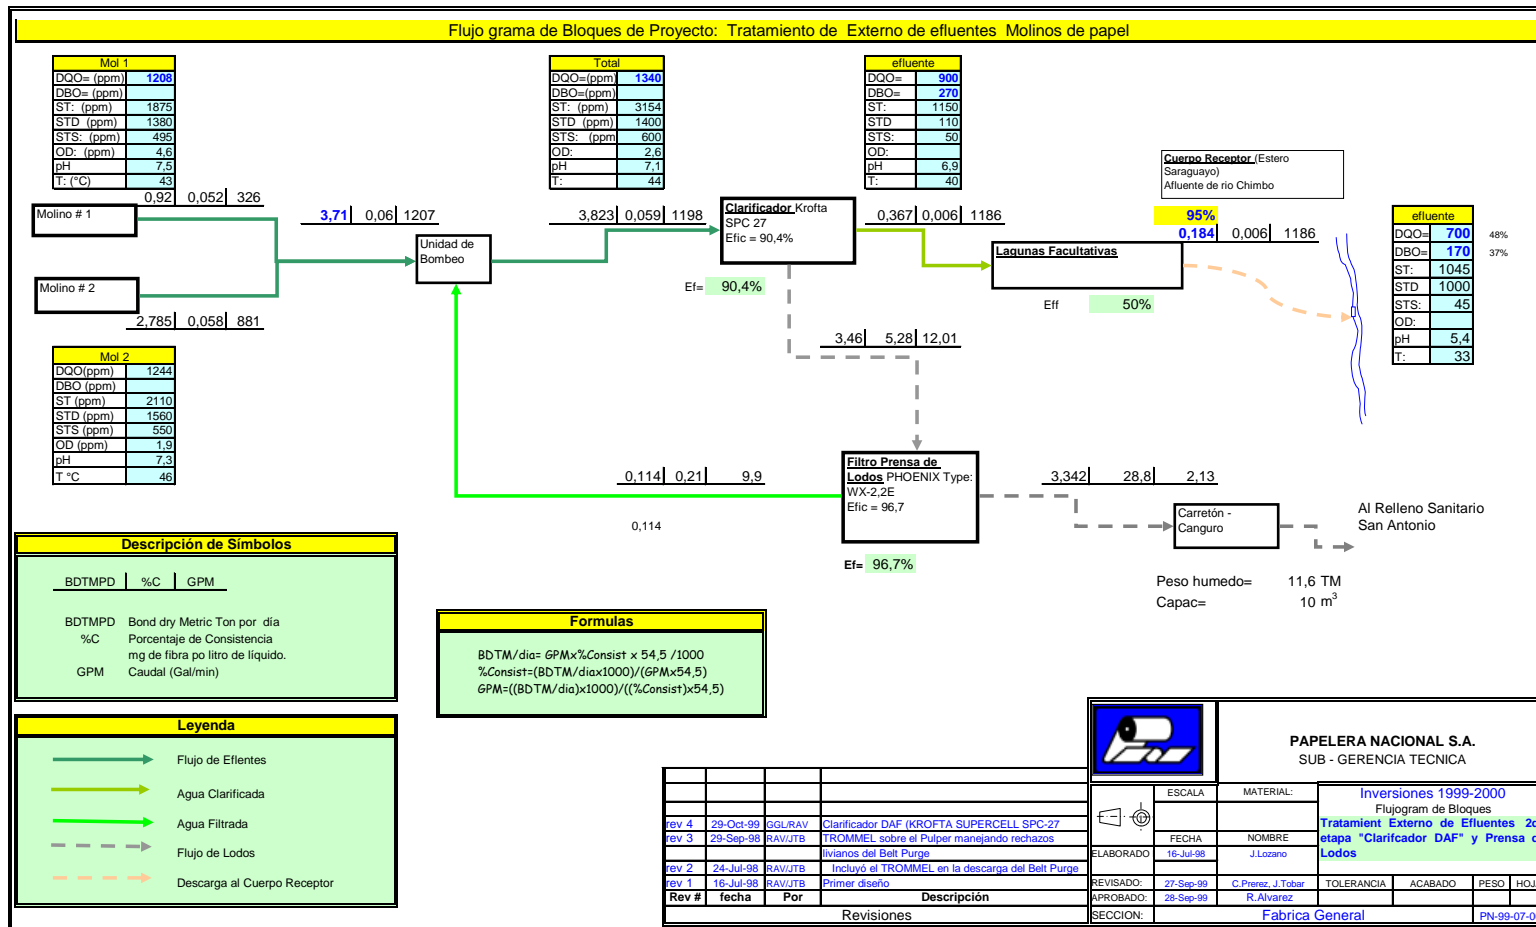 Flujo grama de Bloques de Proyecto: Tratamiento de Externo de efluentes Molinos de papel
Mol 1
DQO= (ppm) 1208
DBO= (ppm)
ST: (ppm) 1875
STD (ppm) 1380
STS: (ppm) 495
OD: (ppm) 4,6
pH 7,5
T: (°C) 43
Total
DQO=(ppm) 1340
DBO=(ppm)
ST: (ppm) 3154
STD (ppm) 1400
STS: (ppm 600
OD: 2,6
pH 7,1
T: 44
efluente
DQO= 900
DBO= 270
ST: 1150
STD 110
STS: 50
OD:
pH 6,9
T: 40
Cuerpo Receptor (Estero
Saraguayo)
Afluente de rio Chimbo
0,92 0,052 326
Molino # 1
3,71 0,06 1207
Unidad de
Bombeo
3,823 0,059 1198
Clarificador Krofta
SPC 27
Efic = 90,4%
Ef= 90,4%
0,367 0,006 1186
Lagunas Facultativas
Eff 50%
95%
0,184 0,006 1186
efluente
DQO= 700 48%
DBO= 170 37%
ST: 1045
STD 1000
STS: 45
OD:
pH 5,4
T: 33
Molino # 2
2,785 0,058 881
Mol 2
DQO(ppm) 1244
DBO (ppm)
ST (ppm) 2110
STD (ppm) 1560
STS (ppm) 550
OD (ppm) 1,9
pH 7,3
T °C 46
3,46 5,28 12,01
0,114 0,21 9,9
0,114
Filtro Prensa de
Lodos PHOENIX Type:
WX-2,2E
Efic = 96,7
Ef= 96,7%
3,342 28,8 2,13
Carretón -
Canguro
Al Relleno Sanitario
San Antonio
Peso humedo= 11,6 TM
Capac= 10 m3
Descripción de Símbolos
BDTMPD %C GPM
BDTMPD Bond dry Metric Ton por día
%C Porcentaje de Consistencia
mg de fibra po litro de líquido.
GPM Caudal (Gal/min)
Formulas
BDTM/dia= GPMx%Consist x 54,5 /1000
%Consist=(BDTM/diax1000)/(GPMx54,5)
GPM=((BDTM/dia)x1000)/((%Consist)x54,5)
Leyenda
Flujo de Eflentes
Agua Clarificada
Agua Filtrada
Flujo de Lodos
Descarga al Cuerpo Receptor
rev 4 29-Oct-99 GGL/RAV Clarificador DAF (KROFTA SUPERCELL SPC-27
rev 3 29-Sep-98 RAV/JTB TROMMEL sobre el Pulper manejando rechazos
livianos del Belt Purge
rev 2 24-Jul-98 RAV/JTB Incluyó el TROMMEL en la descarga del Belt Purge
rev 1 16-Jul-98 RAV/JTB Primer diseño
Rev # fecha Por Descripción
Revisiones
PAPELERA NACIONAL S.A.
SUB - GERENCIA TECNICA
ESCALA MATERIAL:
Inversiones 1999-2000
Flujogram de Bloques
Tratamient Externo de Efluentes 2d
etapa "Clarifcador DAF" y Prensa d
Lodos
FECHA NOMBRE
ELABORADO 16-Jul-98 J.Lozano
REVISADO: 27-Sep-99 C.Prerez, J.Tobar TOLERANCIA ACABADO PESO HOJ
APROBADO: 28-Sep-99 R.Alvarez
SECCION: Fabrica General PN-99-07-0